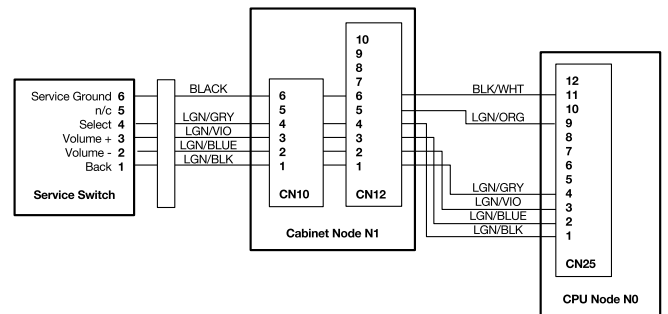 Service Ground 6
n/c 5
Select 4
Volume + 3
Volume - 2
Back 1
Service Switch
BLACK
LGN/GRY
LGN/VIO
LGN/BLUE
LGN/BLK
6
5
4
3
2
1
CN10
10
9
8
7
6
5
4
3
2
1
CN12
Cabinet Node N1
BLK/WHT
LGN/ORG
LGN/GRY
LGN/VIO
LGN/BLUE
LGN/BLK
12
11
10
9
8
7
6
5
4
3
2
1
CN25
CPU Node N0